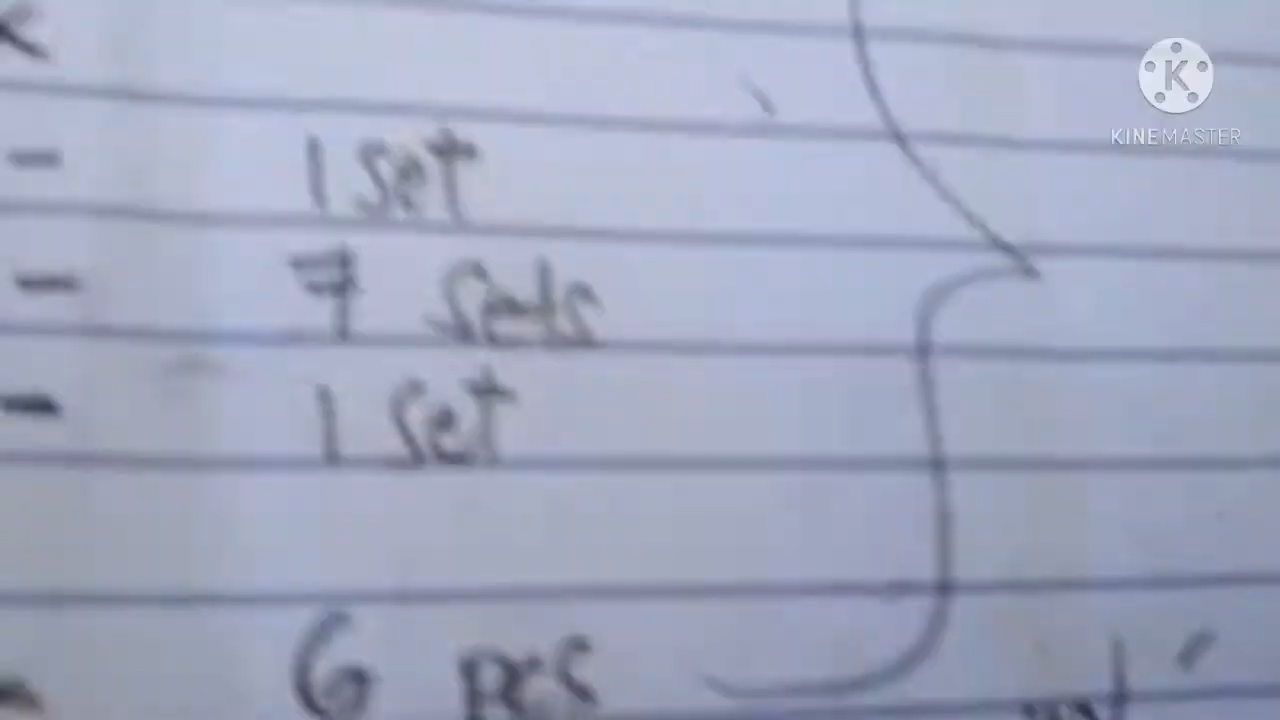 K
KINEMASTER
- 1 set
- 7 sets
- 1 set
6 pcs